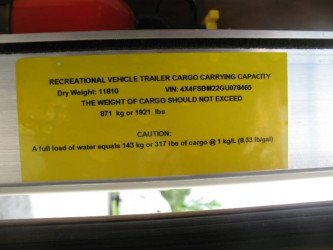 RECREATIONAL VEHICLE TRAILER CARGO CARRYING CAPACITY
Dry Weight: 11810 VIN: 4X4FSBM22GU078465
THE WEIGHT OF CARGO SHOULD NOT EXCEED
871 kg or 1921 lbs
CAUTION:
A full load of water equals 143 kg or 317 lbs of cargo @ 1 kg/L (8.33 lb/gal)